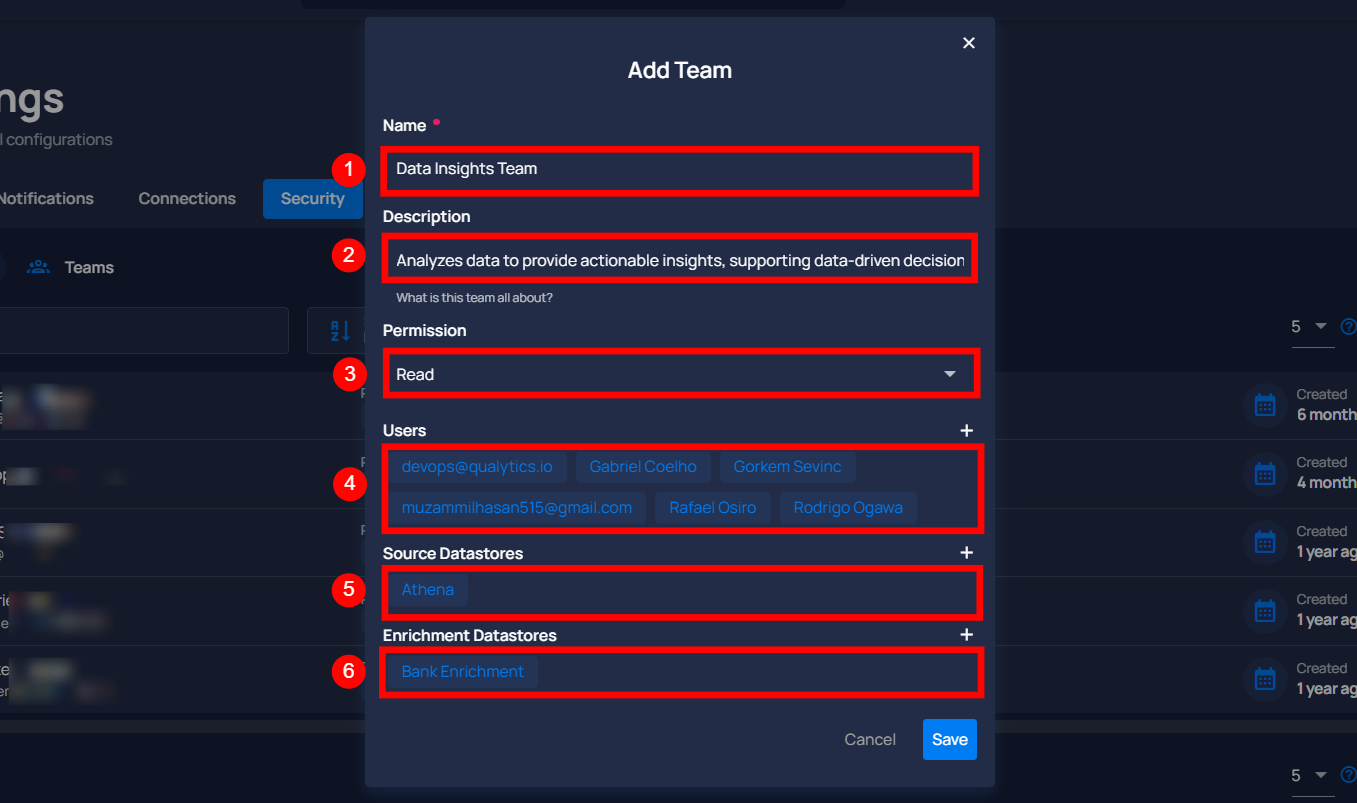 Add Team
ngs
l configurations
Notifications Connections Security
Teams
Name
1
Data Insights Team
Description
2
Analyzes data to provide actionable insights, supporting data-driven decision
What is this team all about?
Permission
3
Read
Users
4
devops@qualytics.io Gabriel Coelho Gorkem Sevinc
muzammilhasan515@gmail.com Rafael Osiro Rodrigo Ogawa
Source Datastores
5
Athena
Enrichment Datastores
6
Bank Enrichment
Cancel Save
5
Created
6 month
Created
4 month
Created
1 year ag
Created
1 year ag
Created
1 year ag
5